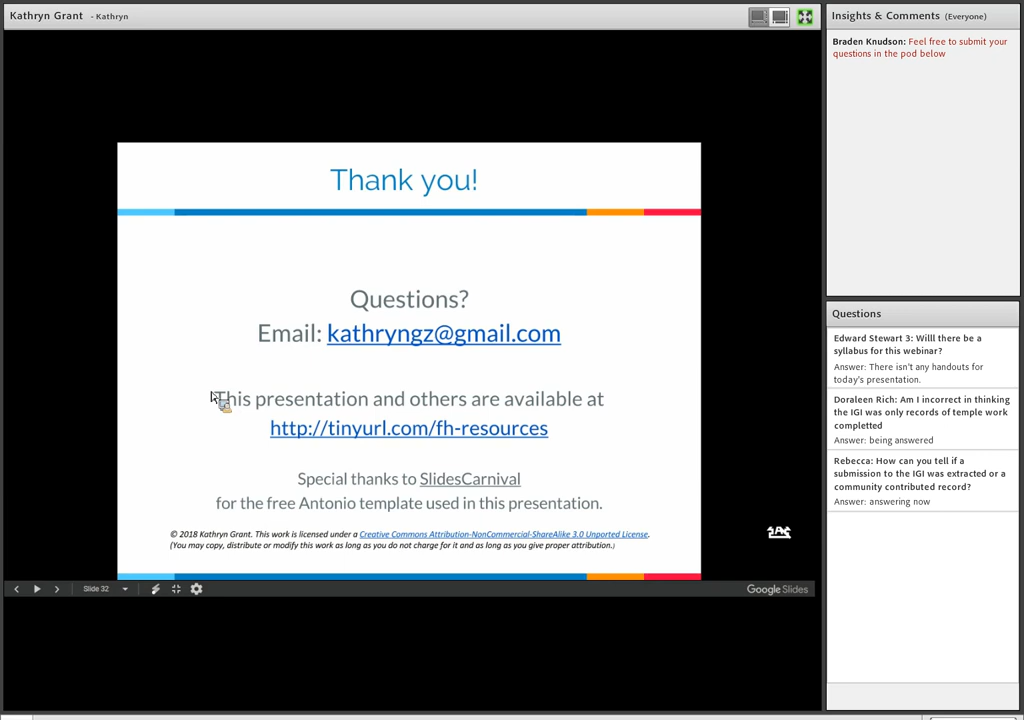 Kathryn Grant - Kathryn
Thank you!
Questions?
Email: kathryngz@gmail.com
This presentation and others are available at
http://tinyurl.com/fh-resources
Special thanks to SlidesCarnival
for the free Antonio template used in this presentation.
© 2018 Kathryn Grant. This work is licensed under a Creative Commons Attribution-NonCommercial-ShareAlike 3.0 Unported License.
(You may copy, distribute or modify this work as long as you do not charge for it and as long as you give proper attribution.)
Slide 32
Google Slides
Insights & Comments (Everyone)
Braden Knudson: Feel free to submit your
questions in the pod below
Questions
Edward Stewart 3: Willl there be a
syllabus for this webinar?
Answer: There isn't any handouts for
today's presentation.
Doraleen Rich: Am I incorrect in thinking
the IGI was only records of temple work
completted
Answer: being answered
Rebecca: How can you tell if a
submission to the IGI was extracted or a
community contributed record?
Answer: answering now